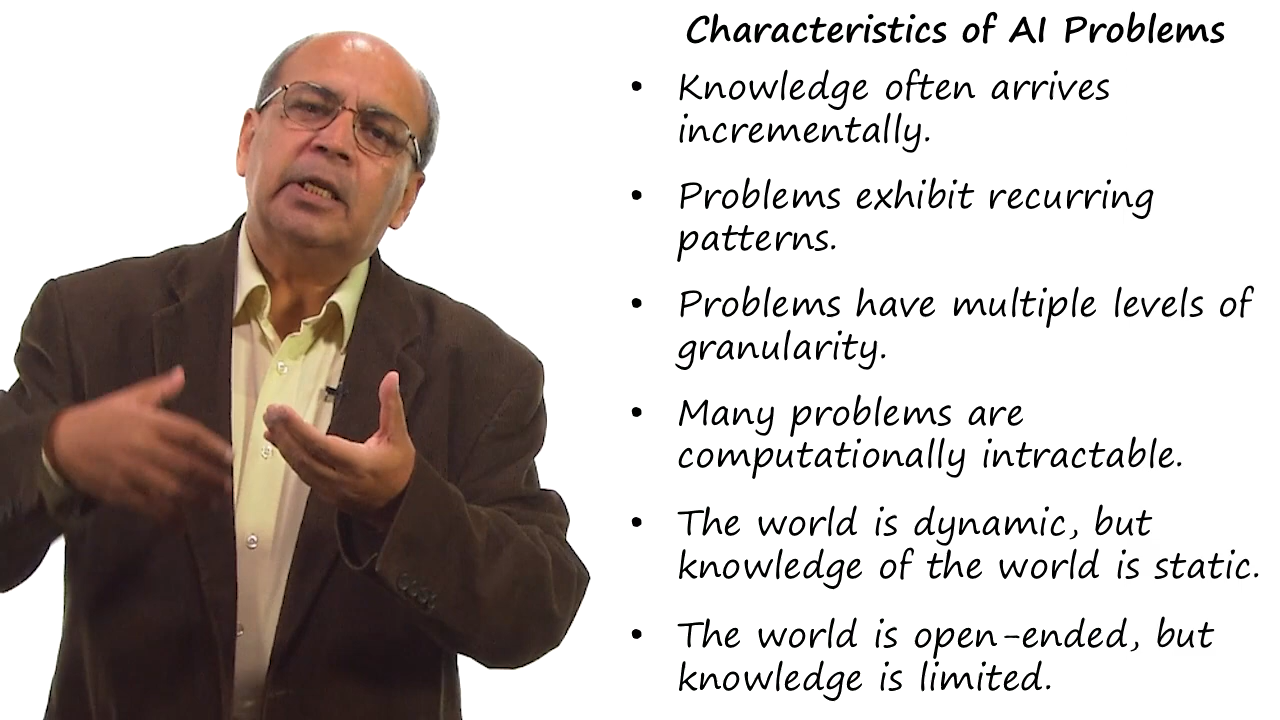 Characteristics of AI Problems
• Knowledge often arrives
incrementally.
• Problems exhibit recurring
patterns.
• Problems have multiple levels of
granularity.
• Many problems are
computationally intractable.
• The world is dynamic, but
knowledge of the world is static.
• The world is open-ended, but
knowledge is limited.